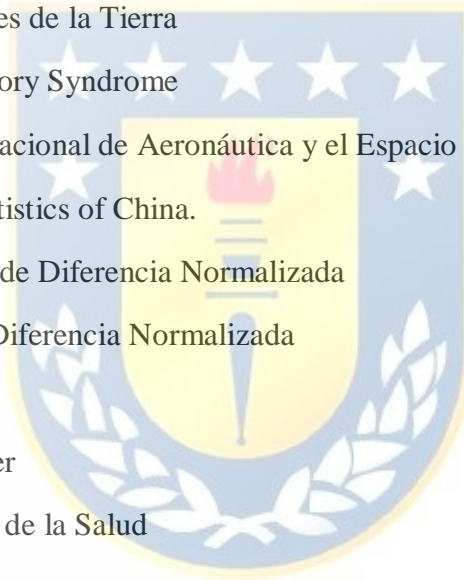 es de la Tierra
ory Syndrome
acional de Aeronáutica y el Espacio
tistics of China.
de Diferencia Normalizada
Diferencia Normalizada
er
de la Salud